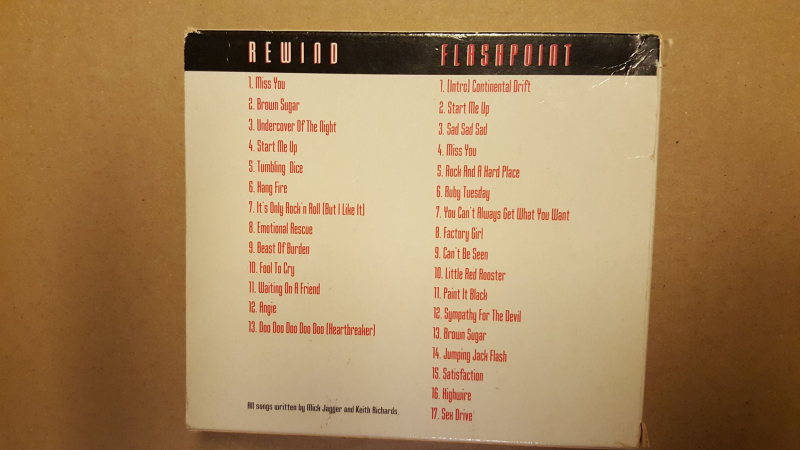 REWIND
1. Miss You
2. Brown Sugar
3. Undercover Of The Night
4. Start Me Up
5. Tumbling Dice
6. Hang Fire
7. It's Only Rock'n Roll (But I Like It)
8. Emotional Rescue
9. Beast Of Burden
10. Fool To Cry
11. Waiting On A Friend
12. Angie
13. Doo Doo Doo Doo Doo (Heartbreaker)
All songs written by Mick Jagger and Keith Richards.
FLASHPOINT
1. (Intro) Continental Drift
2. Start Me Up
3. Sad Sad Sad
4. Miss You
5. Rock And A Hard Place
6. Ruby Tuesday
7. You Can't Always Get What You Want
8. Factory Girl
9. Can't Be Seen
10. Little Red Rooster
11. Paint It Black
12. Sympathy For The Devil
13. Brown Sugar
14. Jumping Jack Flash
15. Satisfaction
16. Highwire
17. Sex Drive